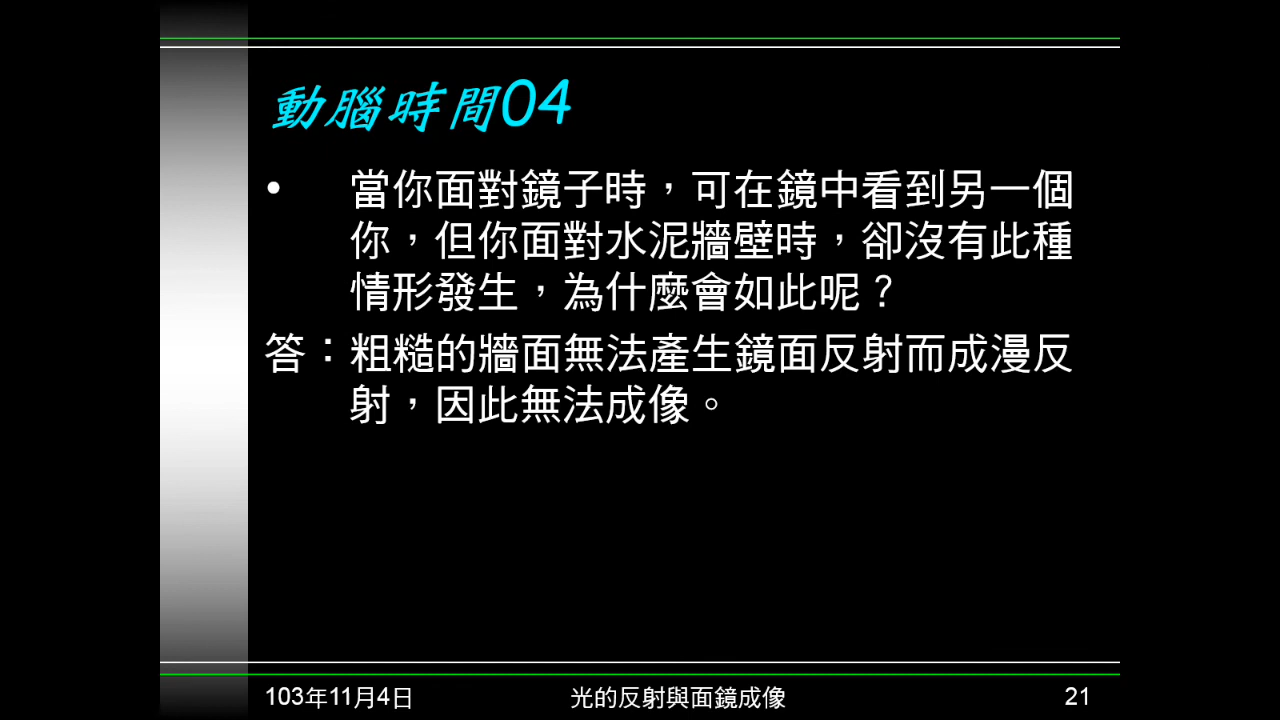 動腦時間04
• 當你面對鏡子時，可在鏡中看到另一個
你，但你面對水泥牆壁時，卻沒有此種
情形發生，為什麼會如此呢？
答：粗糙的牆面無法產生鏡面反射而成漫反
射，因此無法成像。
103年11月4日 光的反射與面鏡成像 21